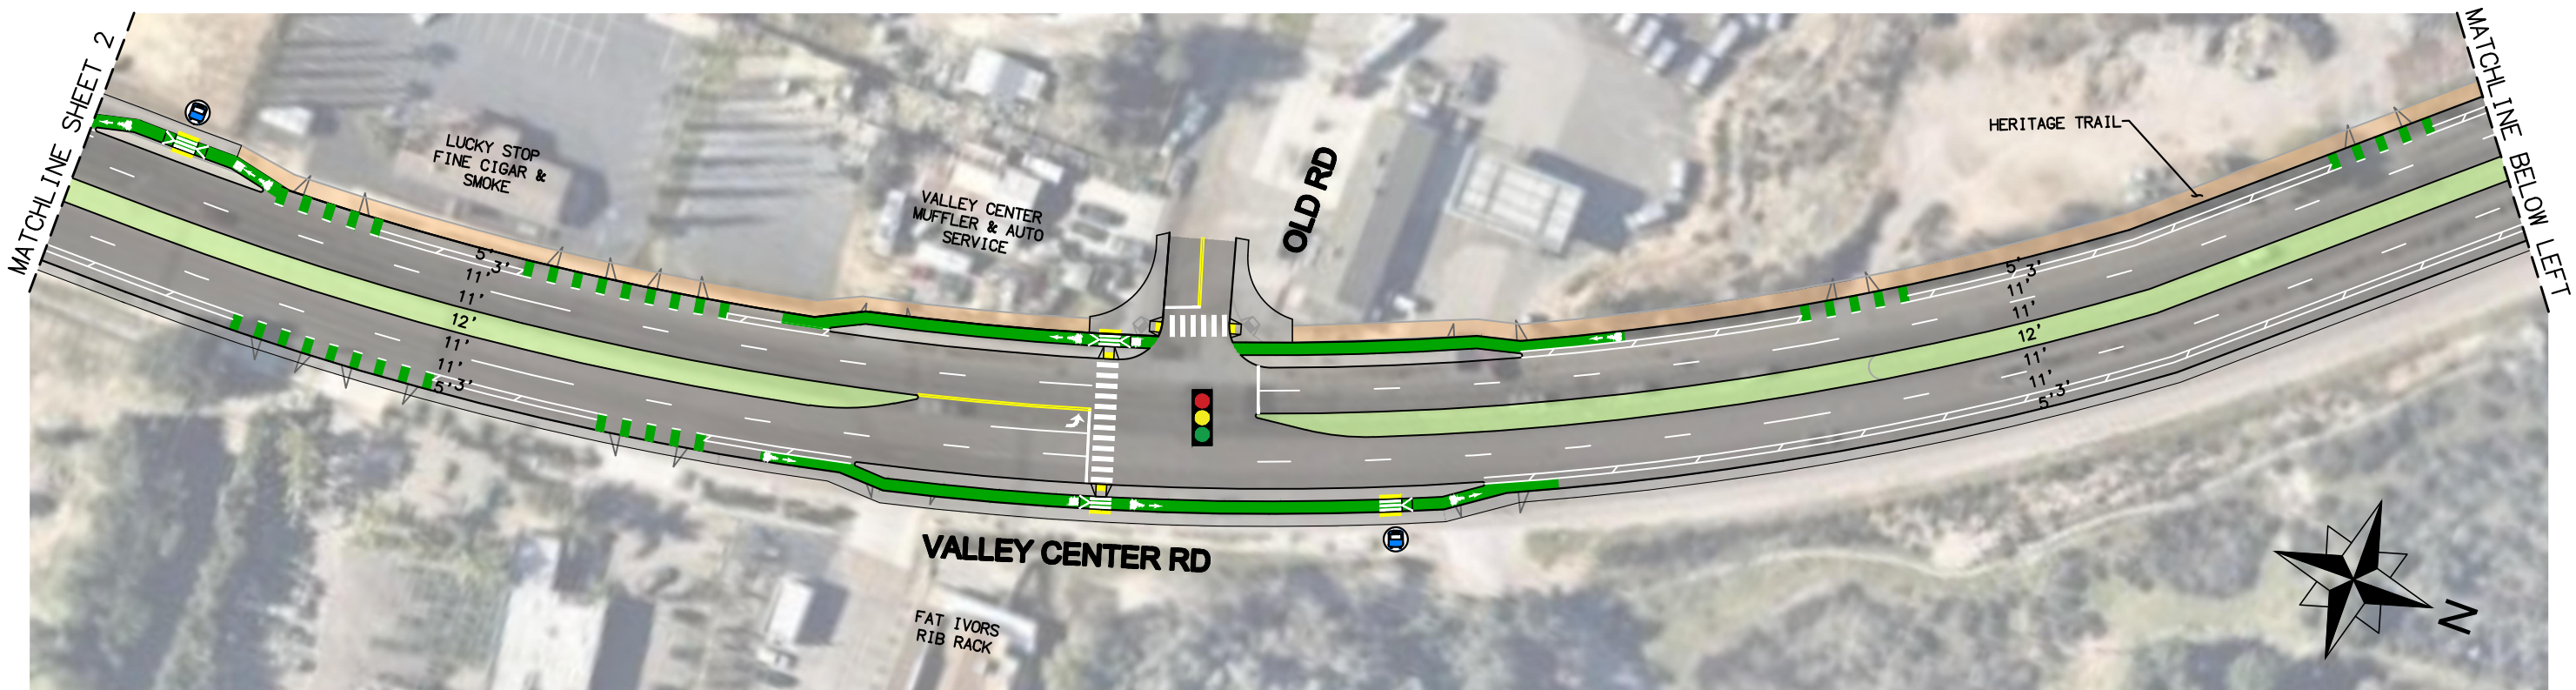 MATCHLINE SHEET 2
LUCKY STOP
FINE CIGAR &
SMOKE
VALLEY CENTER
MUFFLER & AUTO
SERVICE
OLD RD
HERITAGE TRAIL
MATCHLINE BELOW LEFT
5'
3'
11'
11'
12'
11'
11'
3'
5'
5'
3'
11'
11'
12'
11'
11'
3'
5'
VALLEY CENTER RD
FAT IVORS
RIB RACK
N